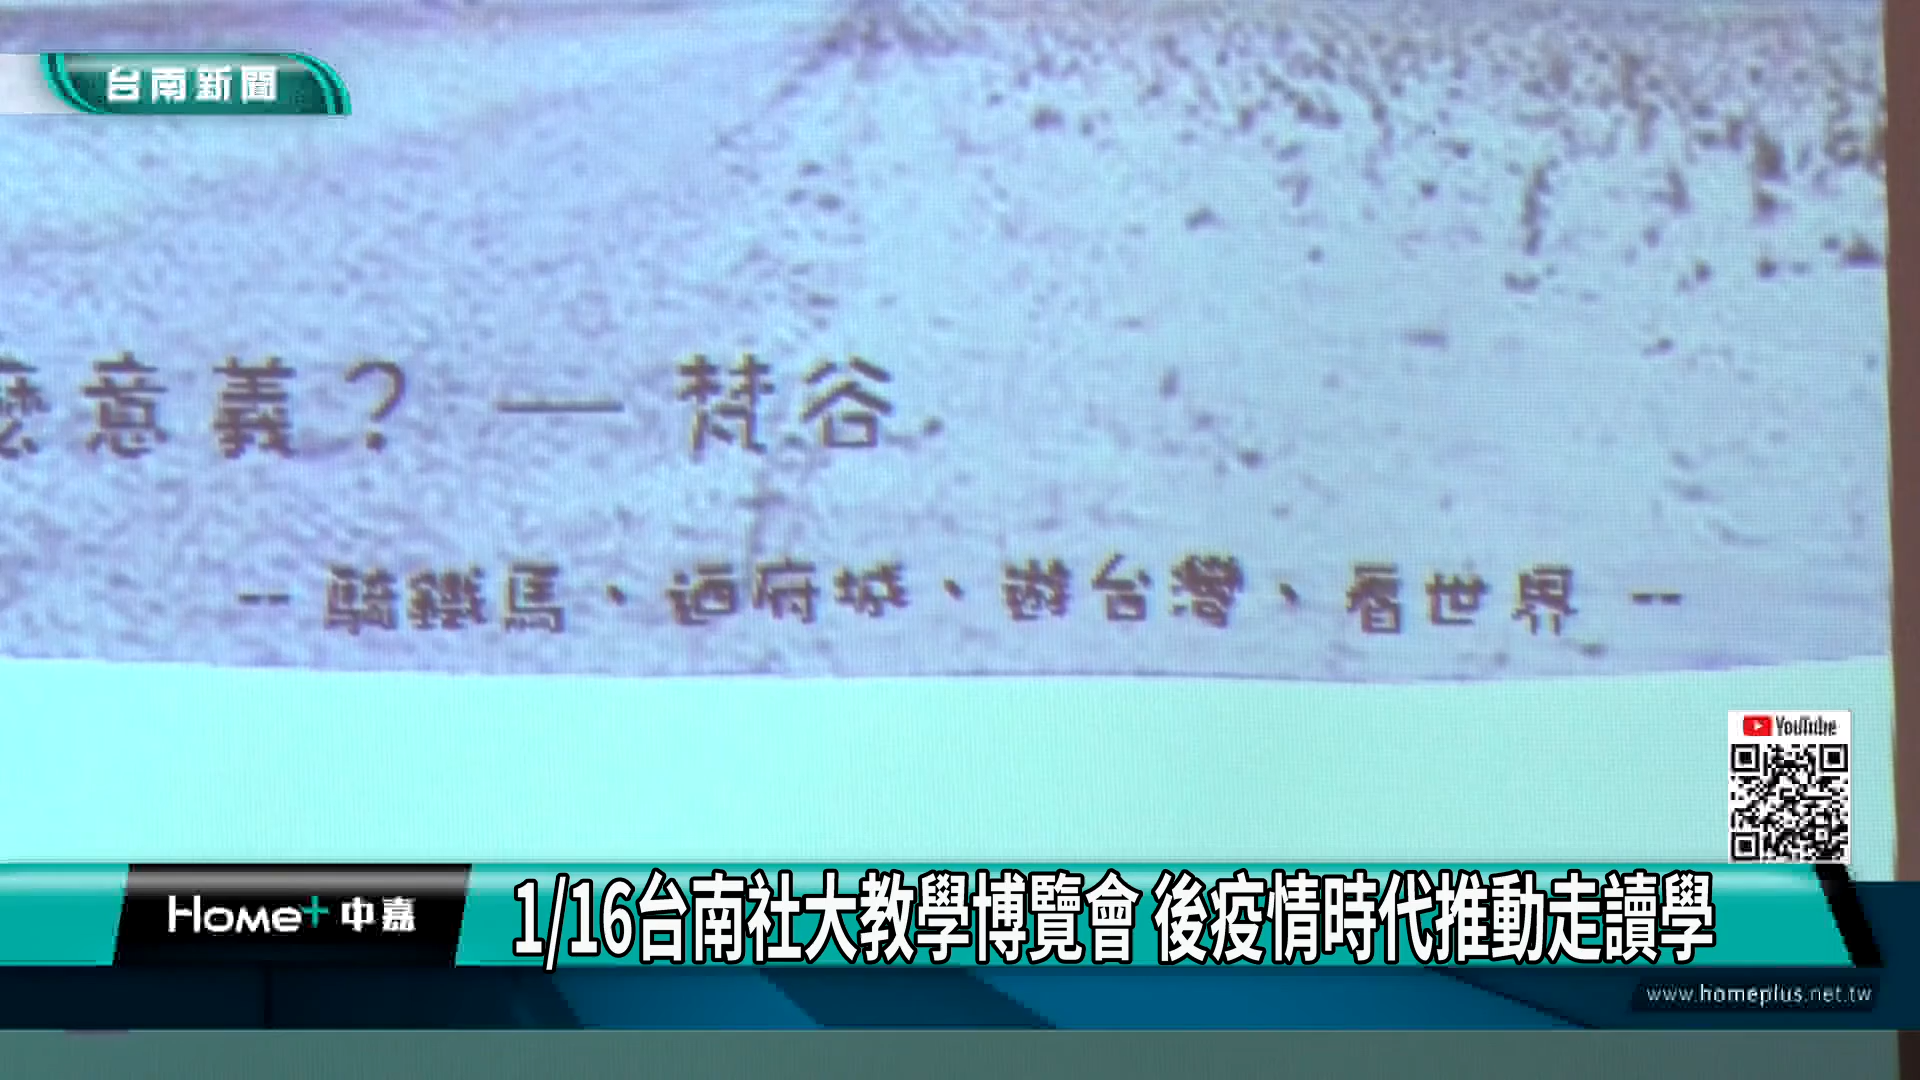 台南新聞
麼意義？— 梵谷
-- 騎鐵馬、遊府城、遊台灣、看世界 --
YouTube
Home+ 中嘉
1/16台南社大教學博覽會 後疫情時代推動走讀學
www.homeplus.net.tw